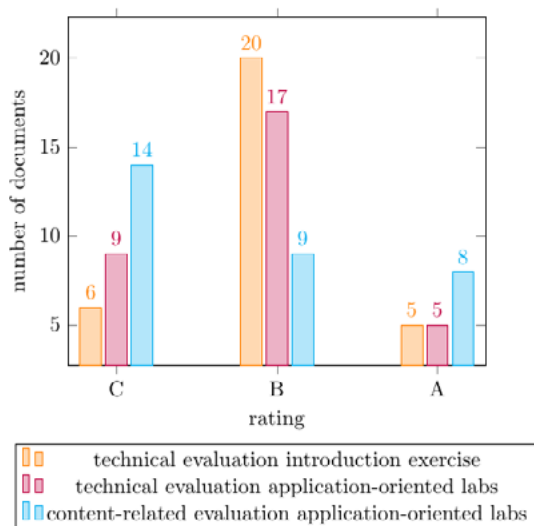 20
20
17
15
14
number of documents
9
9
10
8
6
5
5
5
C
B
A
rating
technical evaluation introduction exercise
technical evaluation application-oriented labs
content-related evaluation application-oriented labs